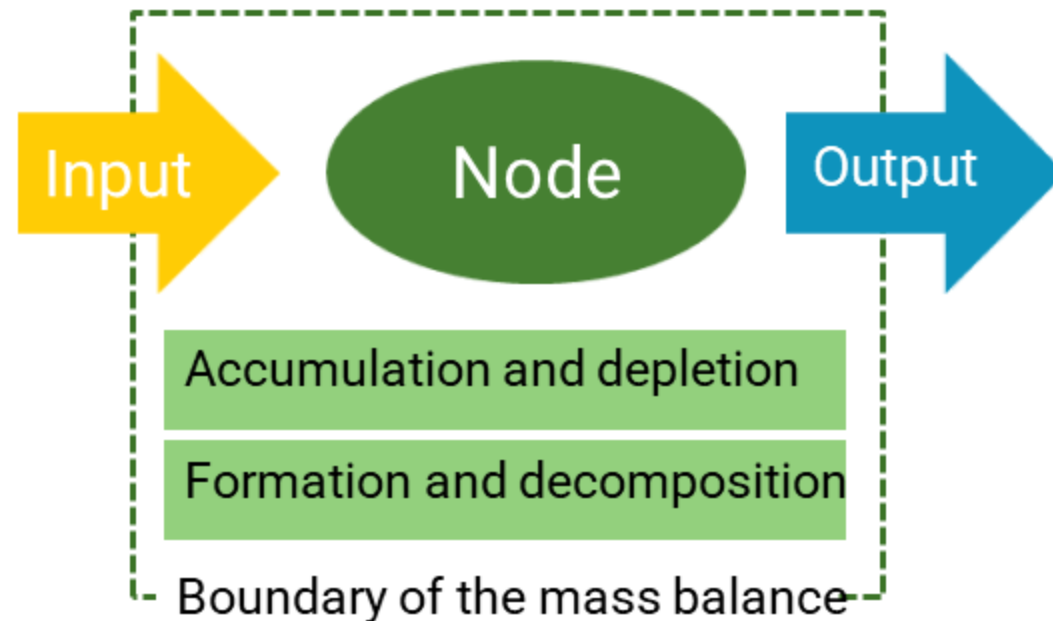 Input
Node
Output
Accumulation and depletion
Formation and decomposition
Boundary of the mass balance